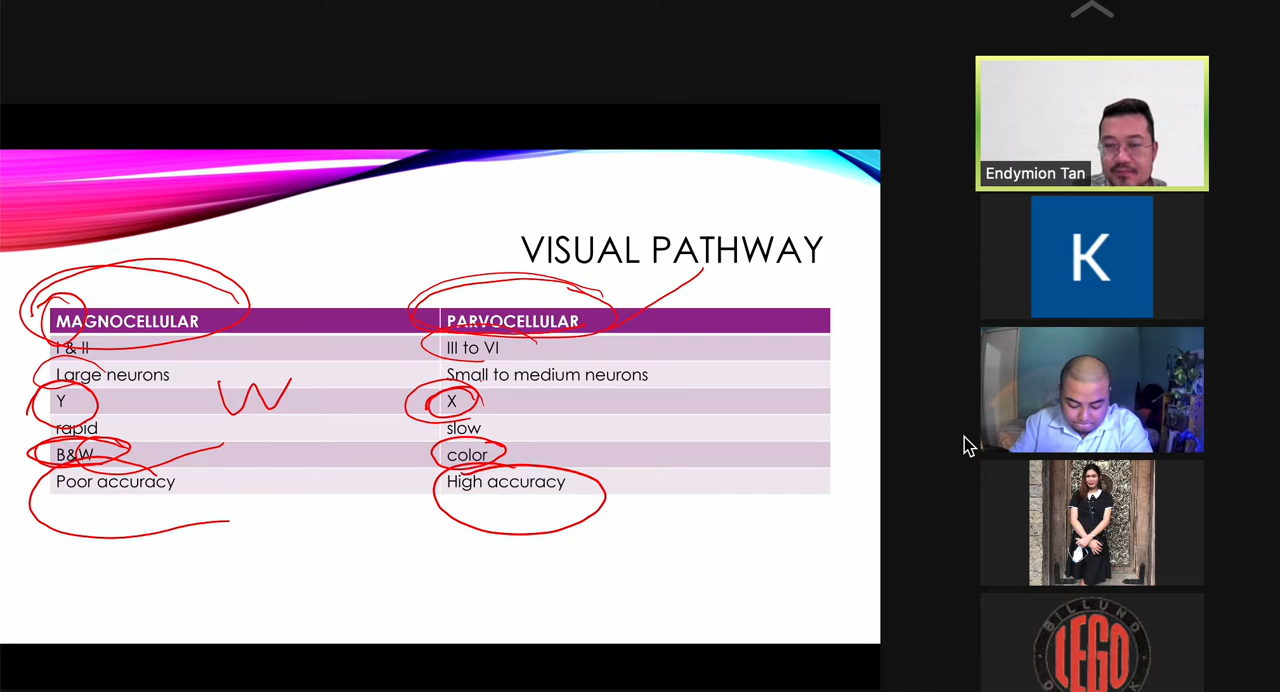 VISUAL PATHWAY
MAGNOCELLULAR PARVOCELLULAR
I & II III to VI
Large neurons Small to medium neurons
Y W X
rapid slow
B&W color
Poor accuracy High accuracy
Endymion Tan
K
BILLUND
LEGO